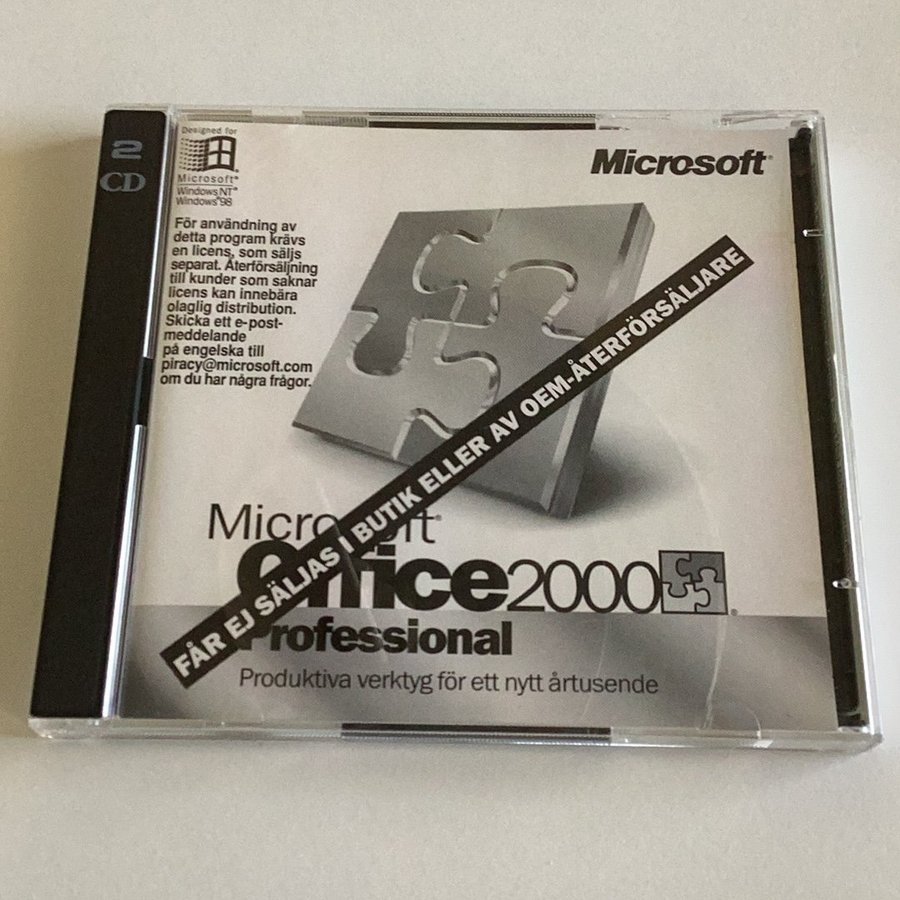 2
CD
Designed for
Microsoft®
Windows NT®
Windows®98
Microsoft®
För användning av
detta program krävs
en licens, som säljs
separat. Återförsäljning
till kunder som saknar
licens kan innebära
olaglig distribution.
Skicka ett e-post-
meddelande
på engelska till
piracy@microsoft.com
om du har några frågor.
FÅR EJ SÄLJAS I BUTIK ELLER AV OEM-ÅTERFÖRSÄLJARE
Microsoft®
Office2000
Professional
Produktiva verktyg för ett nytt årtusende